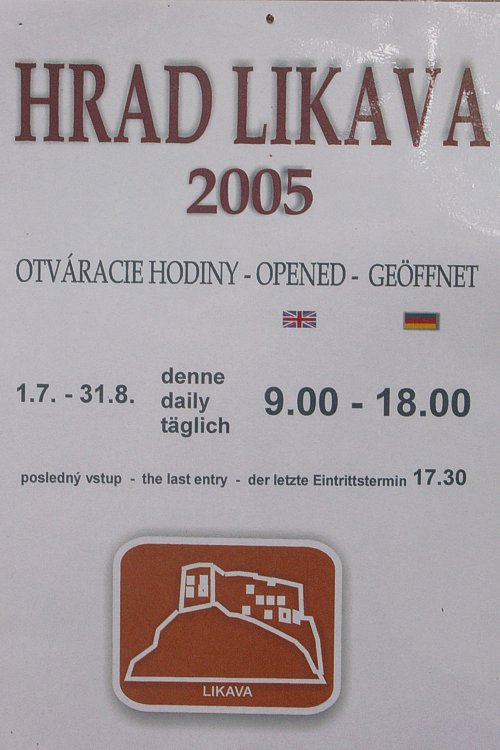 HRAD LIKAVA
2005
OTVÁRACIE HODINY - OPENED - GEÖFFNET
1.7. - 31.8. denne daily täglich 9.00 - 18.00
posledný vstup - the last entry - der letzte Eintrittstermin 17.30
LIKAVA